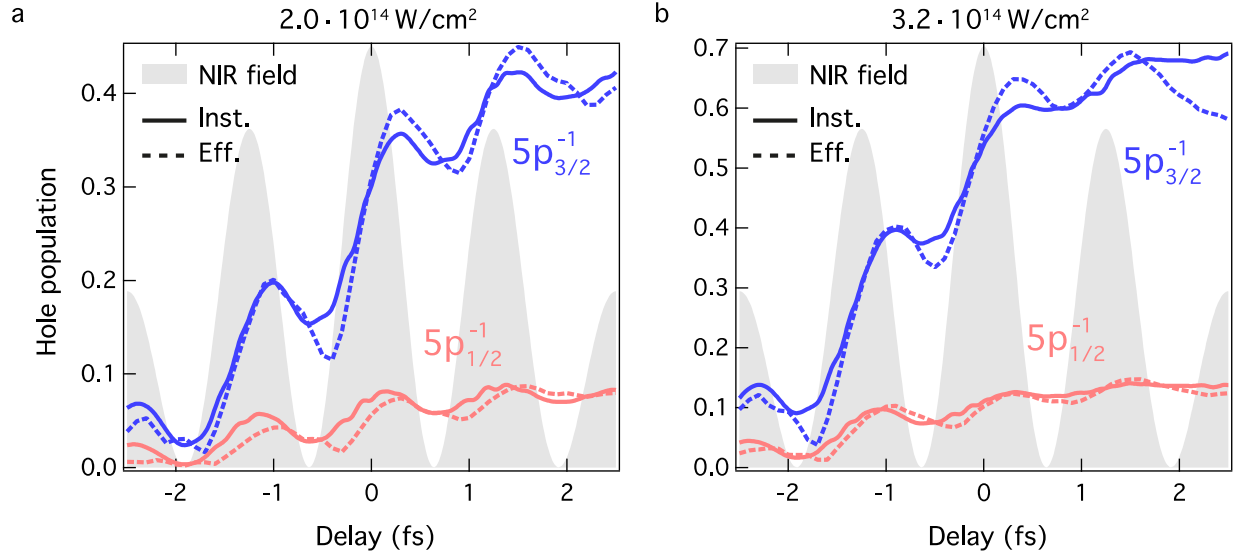 a
2.0 · 10¹⁴ W/cm²
Hole population
0.4
0.3
0.2
0.1
0.0
NIR field
Inst.
Eff.
5p⁻¹₃/₂
5p⁻¹₁/₂
-2
-1
0
1
2
Delay (fs)
b
3.2 · 10¹⁴ W/cm²
0.7
0.6
0.5
0.4
0.3
0.2
0.1
0.0
NIR field
Inst.
Eff.
5p⁻¹₃/₂
5p⁻¹₁/₂
-2
-1
0
1
2
Delay (fs)